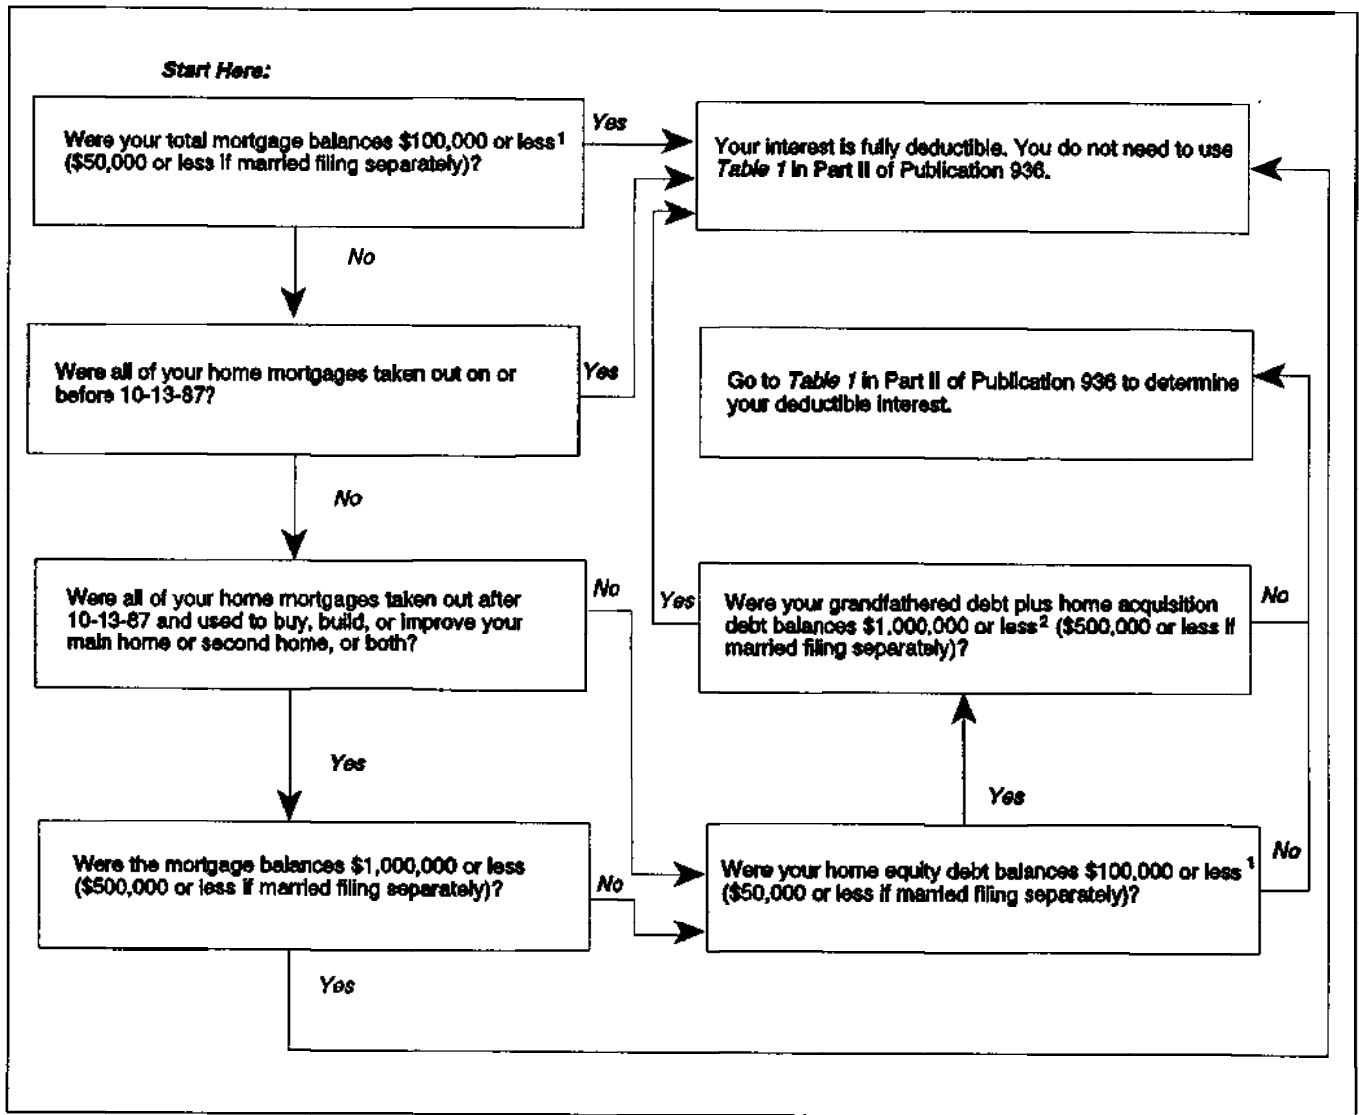 Start Here:
Were your total mortgage balances $100,000 or less¹
($50,000 or less if married filing separately)?
Yes
Your interest is fully deductible. You do not need to use
Table 1 in Part II of Publication 936.
No
Were all of your home mortgages taken out on or
before 10-13-87?
Yes
Go to Table 1 in Part II of Publication 936 to determine
your deductible interest.
No
Were all of your home mortgages taken out after
10-13-87 and used to buy, build, or improve your
main home or second home, or both?
No
Yes
Were your grandfathered debt plus home acquisition
debt balances $1,000,000 or less² ($500,000 or less if
married filing separately)?
No
Yes
Yes
Were the mortgage balances $1,000,000 or less
($500,000 or less if married filing separately)?
No
Were your home equity debt balances $100,000 or less¹
($50,000 or less if married filing separately)?
No
Yes